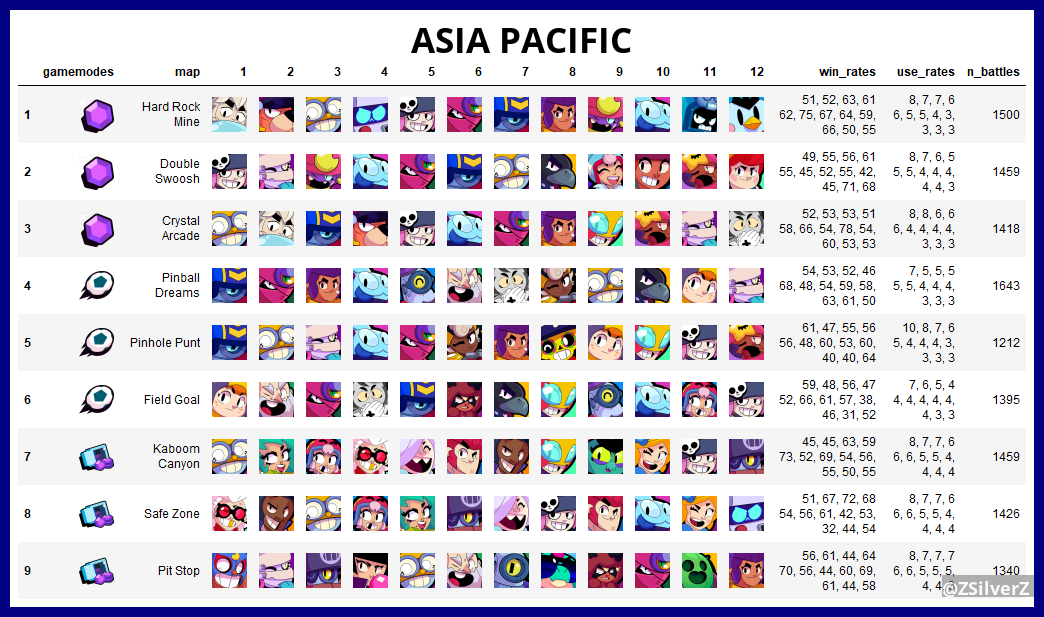 ASIA PACIFIC
gamemodes map 1 2 3 4 5 6 7 8 9 10 11 12 win_rates use_rates n_battles
1 Hard Rock Mine 51, 52, 63, 61 8, 7, 7, 6 1500
62, 75, 67, 64, 59, 6, 5, 5, 4, 3,
66, 50, 55 3, 3, 3
2 Double Swoosh 49, 55, 56, 61 8, 7, 6, 5 1459
55, 45, 52, 55, 42, 5, 5, 4, 4, 4,
45, 71, 68 4, 4, 3
3 Crystal Arcade 52, 53, 53, 51 8, 8, 6, 6 1418
58, 66, 54, 78, 54, 6, 4, 4, 4, 4,
60, 53, 53 3, 3, 3
4 Pinball Dreams 54, 53, 52, 46 7, 5, 5, 5 1643
68, 48, 54, 59, 58, 5, 5, 4, 4, 4,
63, 61, 50 3, 3, 3
5 Pinhole Punt 61, 47, 55, 56 10, 8, 7, 6 1212
56, 48, 60, 53, 60, 5, 4, 4, 4, 3,
40, 40, 64 3, 3, 3
6 Field Goal 59, 48, 56, 47 7, 6, 5, 4 1395
52, 66, 61, 57, 38, 4, 4, 4, 4, 4,
46, 31, 52 4, 3, 3
7 Kaboom Canyon 45, 45, 63, 59 8, 7, 7, 6 1459
73, 52, 69, 54, 56, 6, 6, 5, 5, 4,
55, 50, 55 4, 4, 4
8 Safe Zone 51, 67, 72, 68 8, 7, 7, 6 1426
54, 56, 61, 42, 53, 6, 6, 5, 5, 4,
32, 44, 54 4, 4, 4
9 Pit Stop 56, 61, 44, 64 8, 7, 7, 7 1340
70, 56, 44, 60, 69, 6, 6, 5, 5, 5,
61, 44, 58 4, 4,
@ZSilverZ